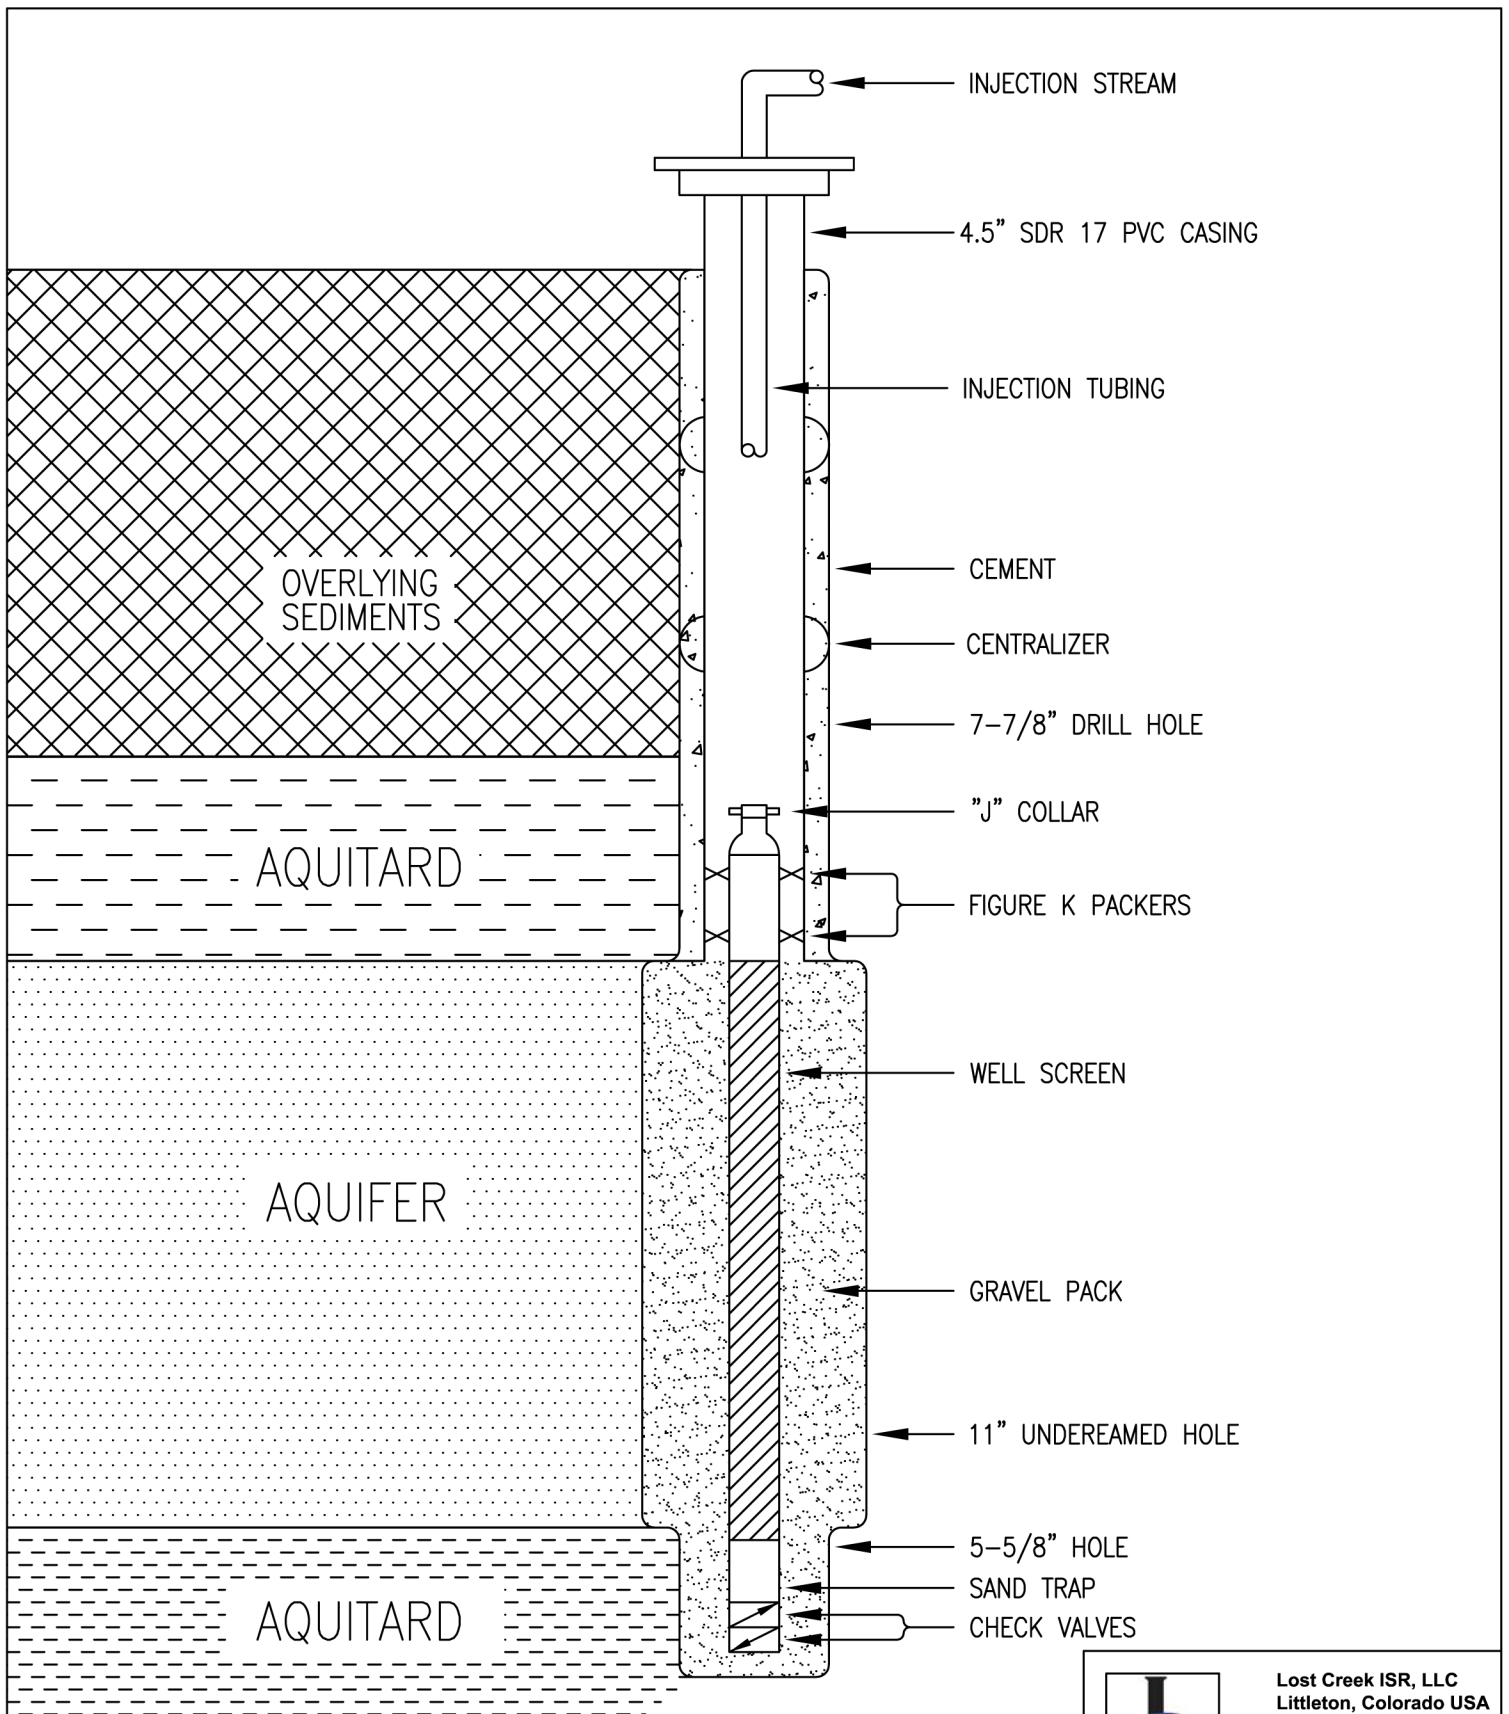 INJECTION STREAM
4.5” SDR 17 PVC CASING
INJECTION TUBING
OVERLYING
SEDIMENTS
CEMENT
CENTRALIZER
7–7/8” DRILL HOLE
”J” COLLAR
AQUITARD
FIGURE K PACKERS
WELL SCREEN
AQUIFER
GRAVEL PACK
11” UNDEREAMED HOLE
5–5/8” HOLE
SAND TRAP
AQUITARD
CHECK VALVES
Lost Creek ISR, LLC
Littleton, Colorado USA